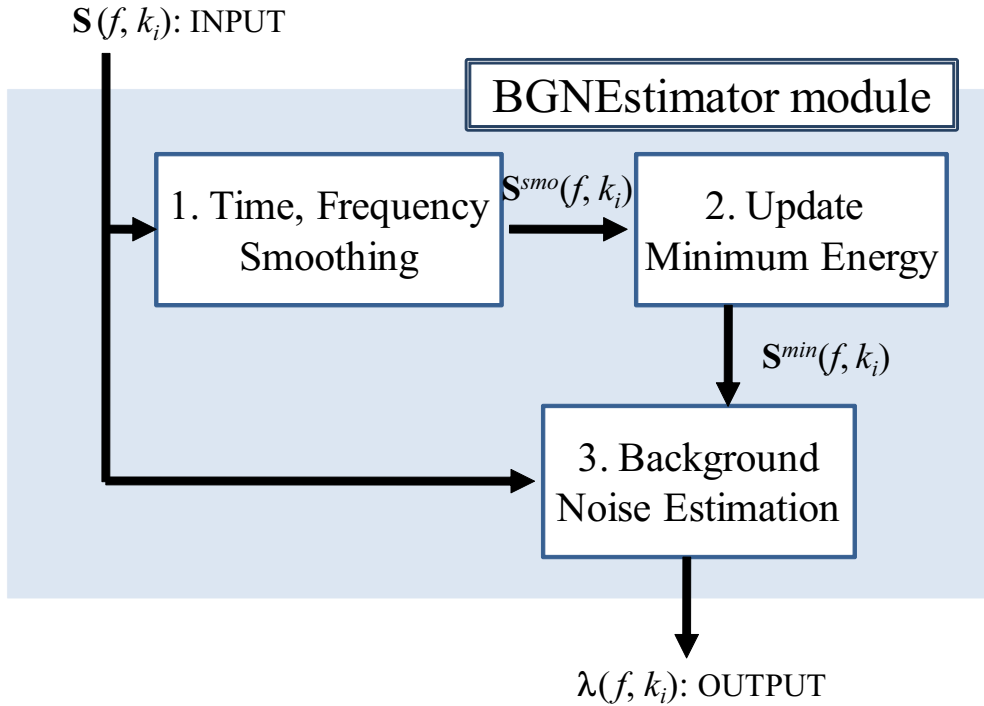 S(f, kᵢ): INPUT
BGNEstimator module
1. Time, Frequency
Smoothing
Sˢᵐᵒ(f, kᵢ)
2. Update
Minimum Energy
Sᵐⁱⁿ(f, kᵢ)
3. Background
Noise Estimation
λ(f, kᵢ): OUTPUT